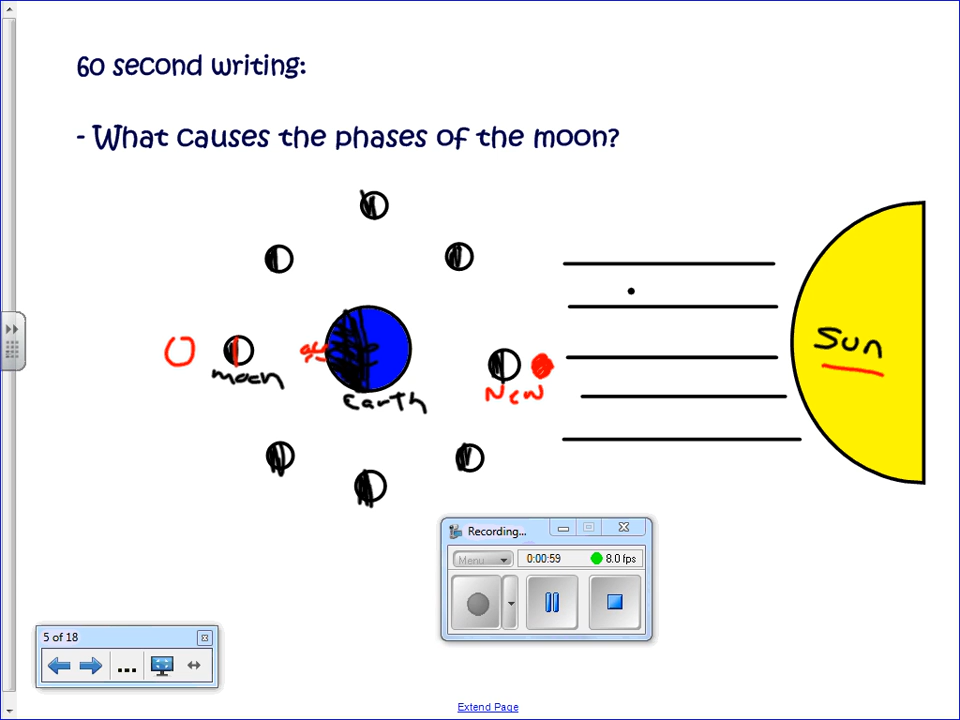 60 second writing:
- What causes the phases of the moon?
Sun
moon
Earth
New
Recording...
Menu
0:00:59
8.0 fps
5 of 18
...
Extend Page